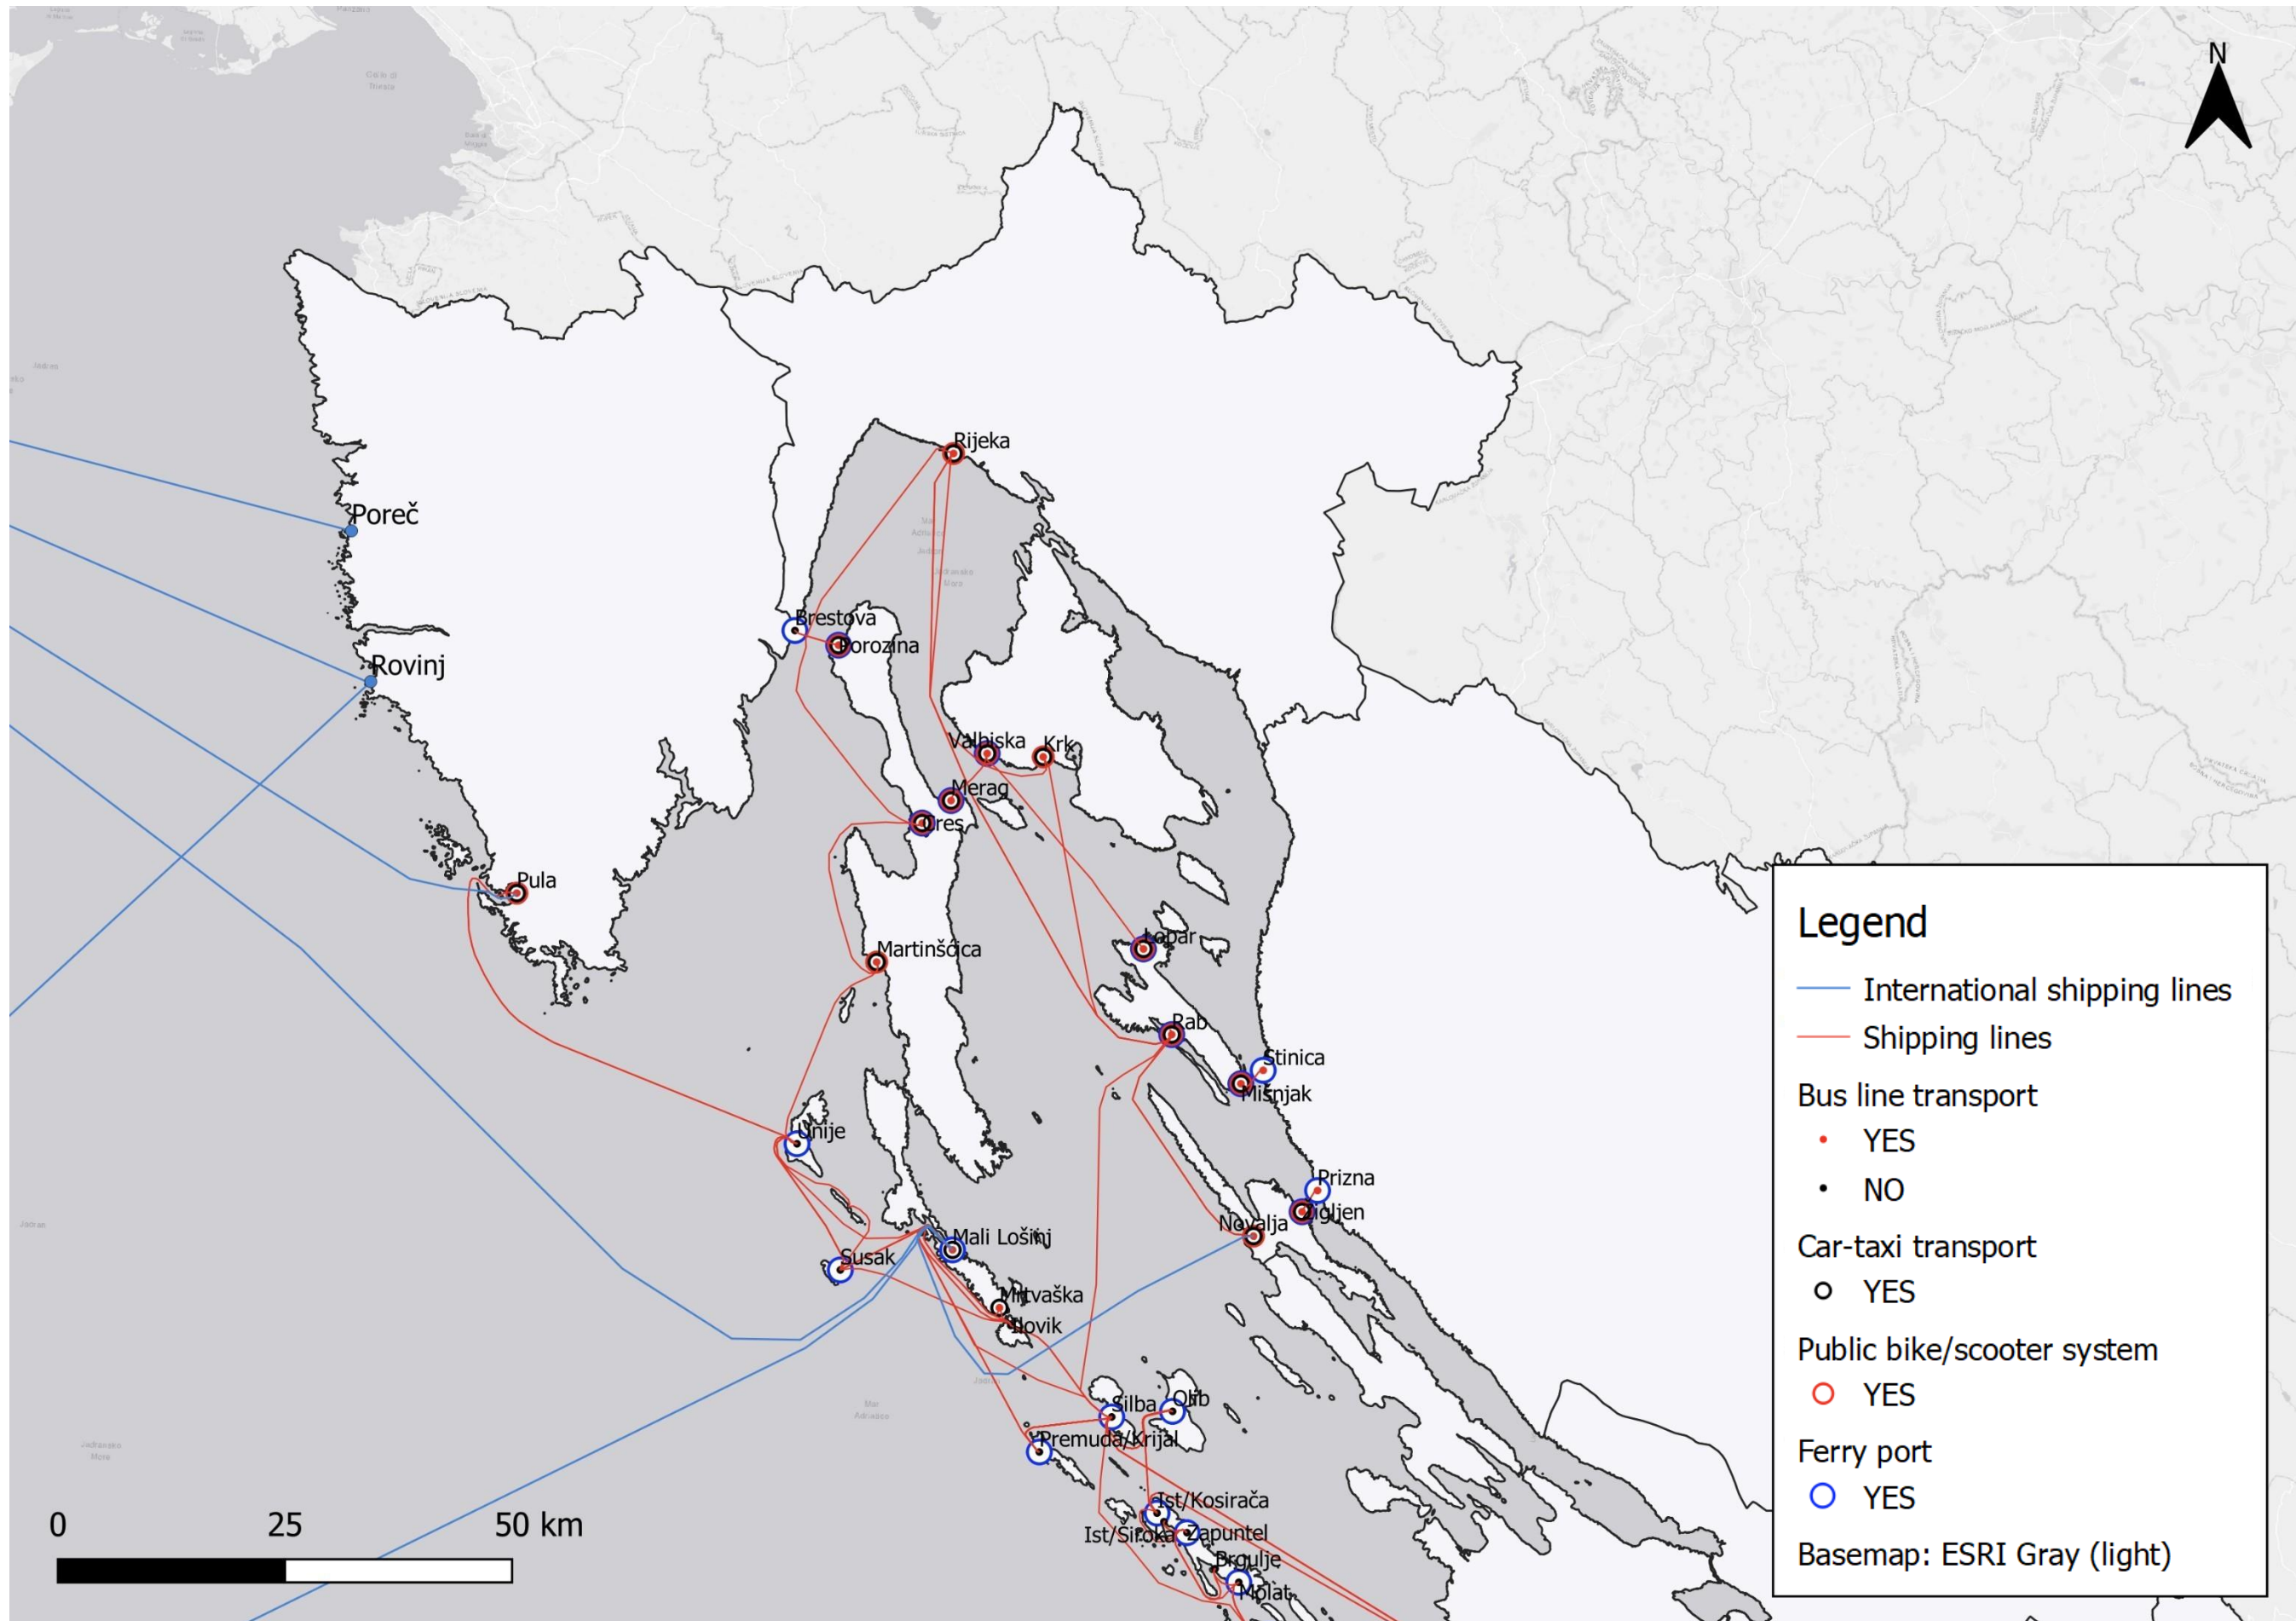 N
Rijeka
Poreč
Brestova
Porozina
Rovinj
Valbiska
Krk
Merag
Cres
Pula
Lopar
Martinšćica
Rab
Stinica
Mišnjak
Unije
Prizna
Žigljen
Novalja
Mali Lošinj
Susak
Mrtvaška
Ilovik
Silba
Olib
Premuda/Krijal
Ist/Kosirača
Ist/Široka
Zapuntel
Brgulje
Molat
0 25 50 km
Legend
International shipping lines
Shipping lines
Bus line transport
YES
NO
Car-taxi transport
YES
Public bike/scooter system
YES
Ferry port
YES
Basemap: ESRI Gray (light)